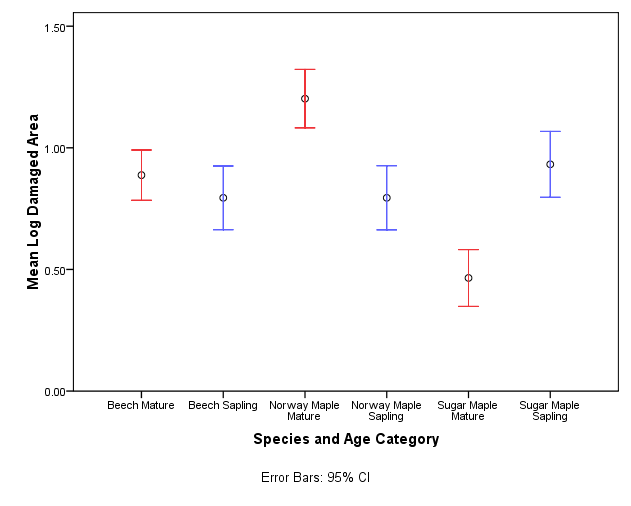 1.50
1.00
0.50
0.00
Mean Log Damaged Area
Beech Mature
Beech Sapling
Norway Maple
Mature
Norway Maple
Sapling
Sugar Maple
Mature
Sugar Maple
Sapling
Species and Age Category
Error Bars: 95% CI